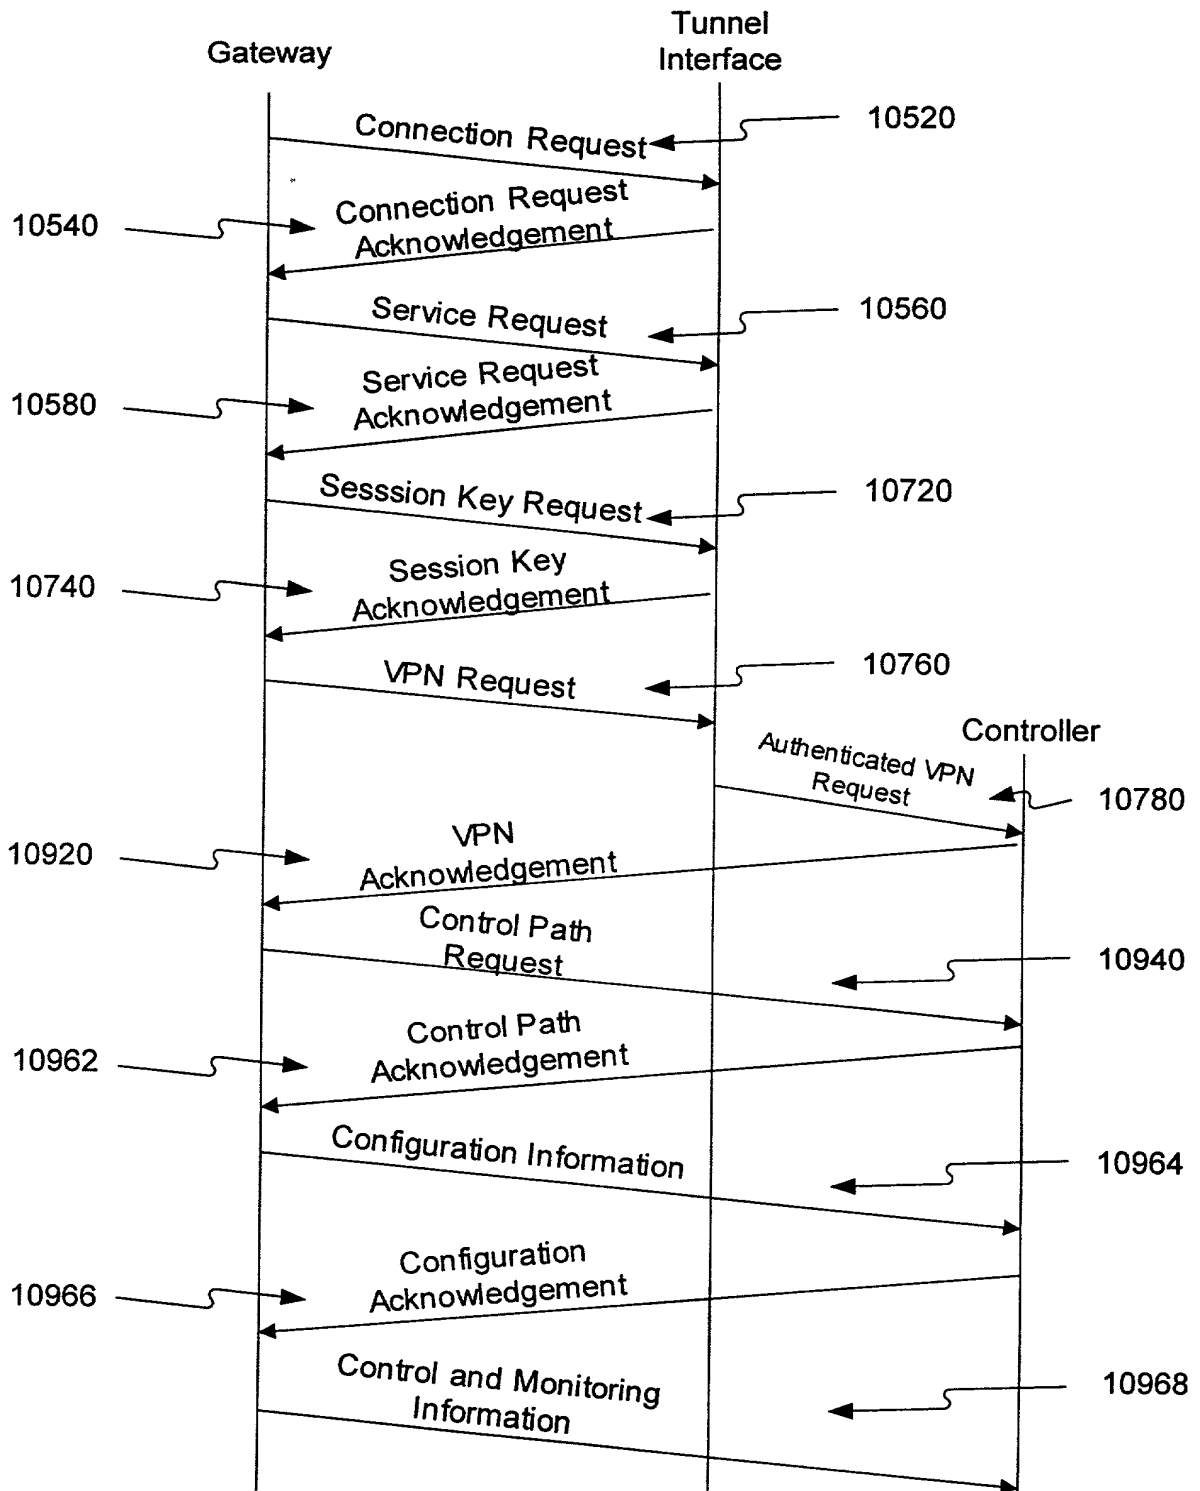 Tunnel
Interface
Gateway
Connection Request
10520
Connection Request
Acknowledgement
10540
Service Request
10560
Service Request
Acknowledgement
10580
Sesssion Key Request
10720
Session Key
Acknowledgement
10740
VPN Request
10760
Controller
Authenticated VPN
Request
10780
VPN
Acknowledgement
10920
Control Path
Request
10940
Control Path
Acknowledgement
10962
Configuration Information
10964
Configuration
Acknowledgement
10966
Control and Monitoring
Information
10968